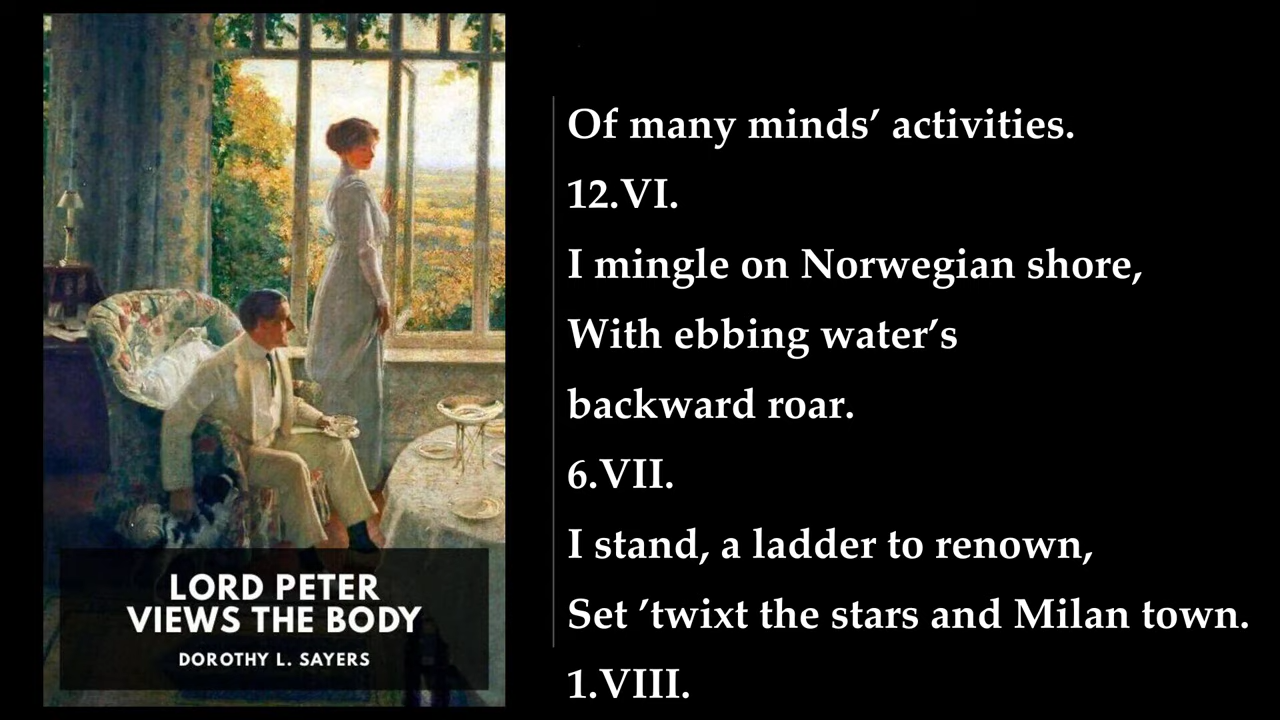 LORD PETER
VIEWS THE BODY
DOROTHY L. SAYERS
Of many minds’ activities.
12.VI.
I mingle on Norwegian shore,
With ebbing water’s
backward roar.
6.VII.
I stand, a ladder to renown,
Set ’twixt the stars and Milan town.
1.VIII.